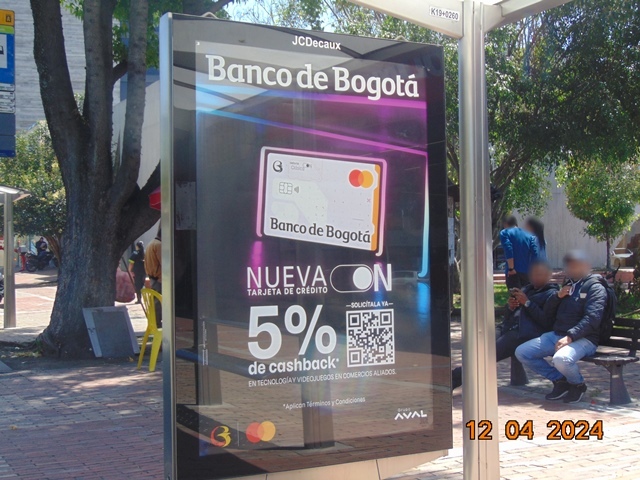 K19+0260
JCDecaux
Banco de Bogotá
Banco de Bogotá
NUEVA ON
TARJETA DE CRÉDITO
SOLICÍTALA YA
5%
de cashback*
EN TECNOLOGÍA Y VIDEOJUEGOS EN COMERCIOS ALIADOS.
*Aplican Términos y Condiciones
AVAL
12 04 2024